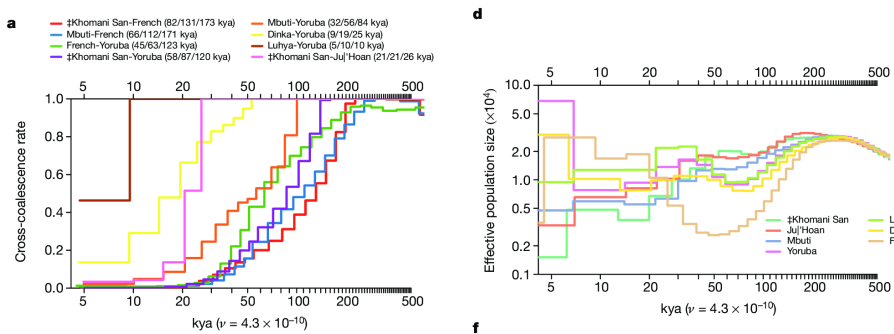 a
‡Khomani San-French (82/131/173 kya)
Mbuti-French (66/112/171 kya)
French-Yoruba (45/63/123 kya)
‡Khomani San-Yoruba (58/87/120 kya)
Mbuti-Yoruba (32/56/84 kya)
Dinka-Yoruba (9/19/25 kya)
Luhya-Yoruba (5/10/10 kya)
‡Khomani San-Ju|'Hoan (21/21/26 kya)
5 10 20 50 100 200 500
Cross-coalescence rate
1.0
0.8
0.6
0.4
0.2
0.0
5 10 20 50 100 200 500
kya (ν = 4.3 × 10⁻¹⁰)
d
5 10 20 50 100 200 500
Effective population size (×10⁴)
10.0
5.0
2.0
1.0
0.5
0.2
0.1
‡Khomani San
Ju|'Hoan
Mbuti
Yoruba
L
D
F
5 10 20 50 100 200 500
kya (ν = 4.3 × 10⁻¹⁰)
f